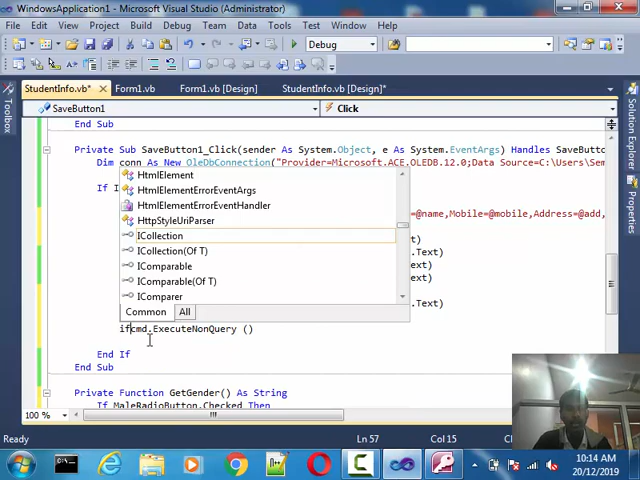 WindowsApplication1 - Microsoft Visual Studio (Administrator)
File Edit View Project Build Debug Team Data Tools Test Window Help
Debug
StudentInfo.vb* Form1.vb Form1.vb [Design] StudentInfo.vb [Design]*
SaveButton1 Click
Toolbox
Solution Explorer
Properties
End Sub
Private Sub SaveButton1_Click(sender As System.Object, e As System.EventArgs) Handles SaveButto
Dim conn As New OleDbConnection("Provider=Microsoft.ACE.OLEDB.12.0;Data Source=C:\Users\Sem
If I
HtmlElement
HtmlElementErrorEventArgs
HtmlElementErrorEventHandler
=@name,Mobile=@mobile,Address=@add,
HttpStyleUriParser
ICollection
t)
ICollection(Of T)
.Text)
IComparable
xt)
IComparable(Of T)
t)
IComparer
.Text)
Common All
ifcmd.ExecuteNonQuery ()
End If
End Sub
Private Function GetGender() As String
If MaleRadioButton.Checked Then
100 %
Ready Ln 57 Col 15
10:14 AM
20-Dec-19